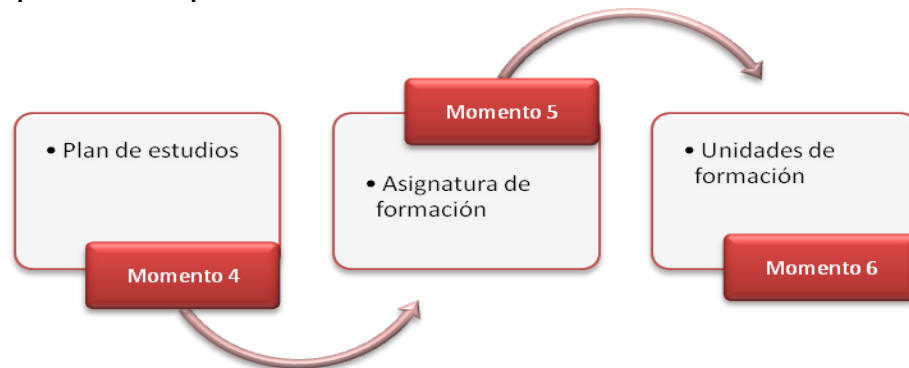 • Plan de estudios
Momento 4
Momento 5
• Asignatura de
formación
• Unidades de
formación
Momento 6